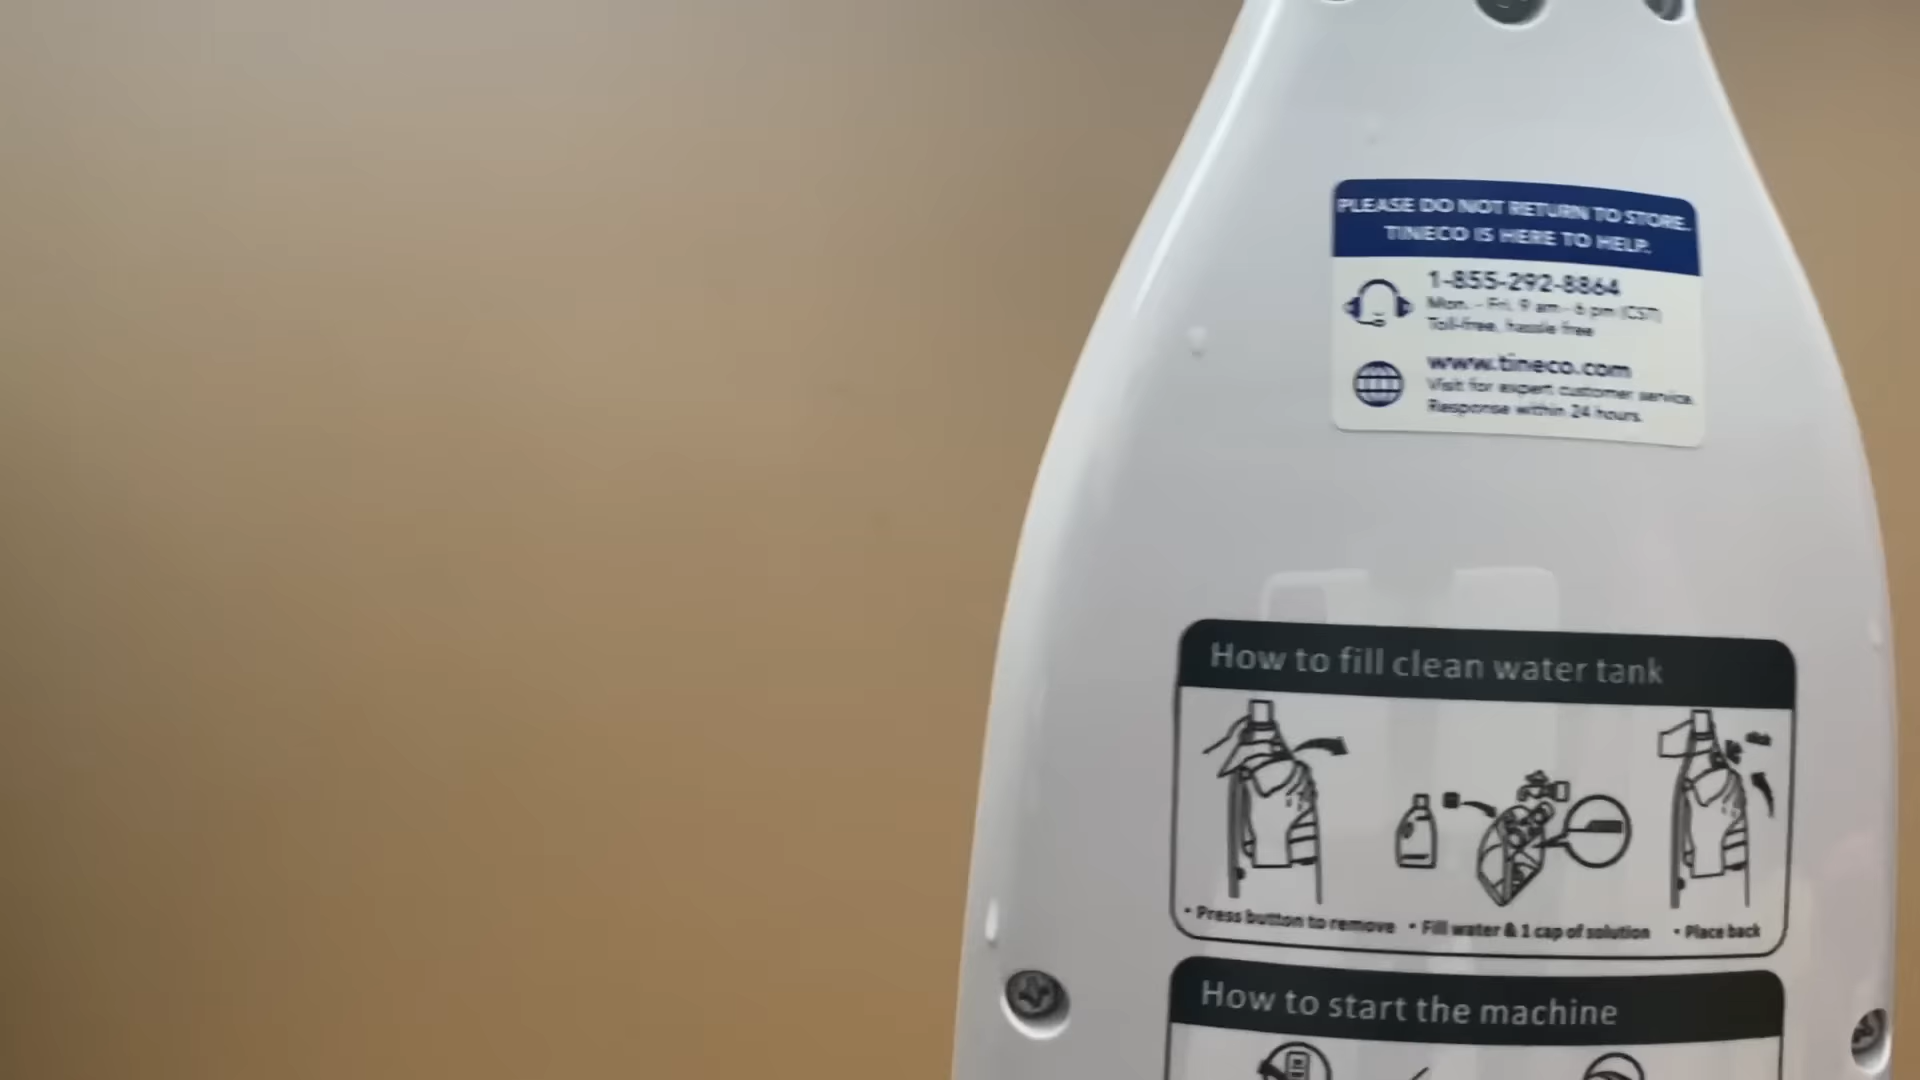 PLEASE DO NOT RETURN TO STORE.
TINECO IS HERE TO HELP.
1-855-292-8864
Mon. - Fri. 9 am - 6 pm (CST)
Toll-free, hassle free
www.tineco.com
Visit for expert customer service.
Response within 24 hours.
How to fill clean water tank
• Press button to remove • Fill water & 1 cap of solution • Place back
How to start the machine